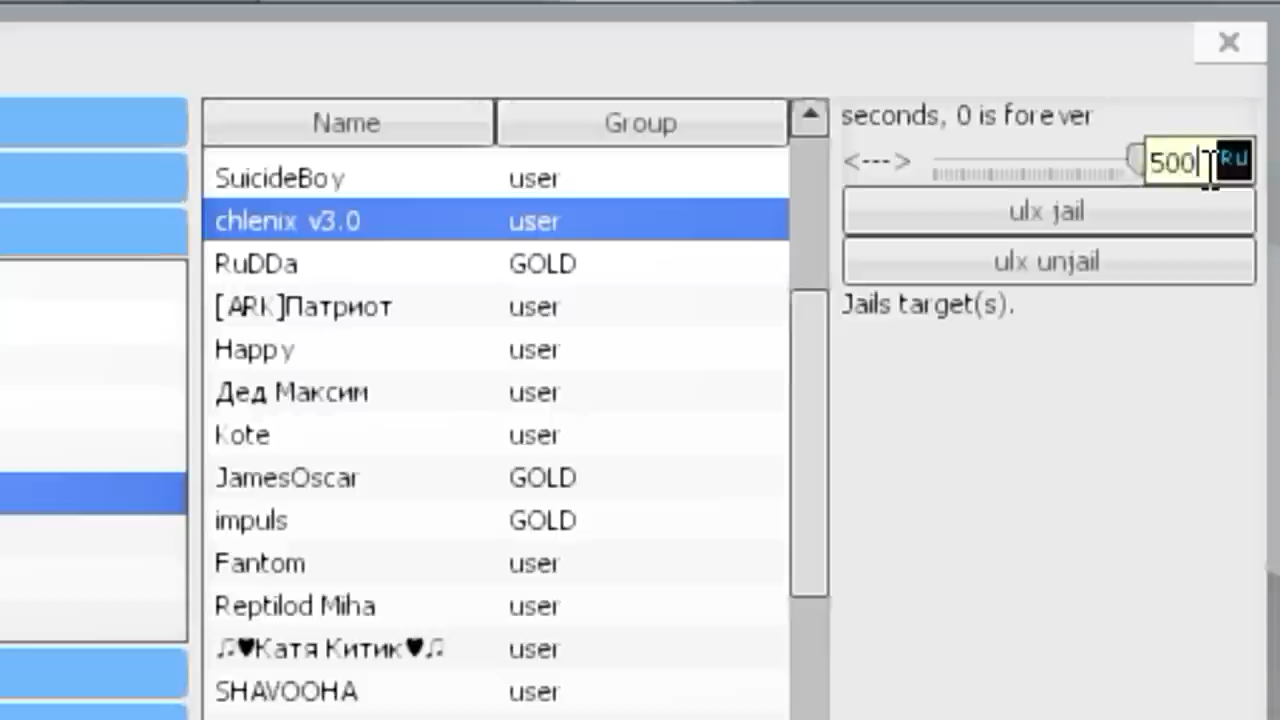 Name Group
seconds, 0 is forever
SuicideBoy user
<---> 500 RU
chlenix v3.0 user
ulx jail
RuDDa GOLD
ulx unjail
[ARK]Патриот user
Jails target(s).
Happy user
Дед Максим user
Kote user
JamesOscar GOLD
impuls GOLD
Fantom user
Reptilod Miha user
♫♥Катя Китик♥♫ user
SHAVOOHA user